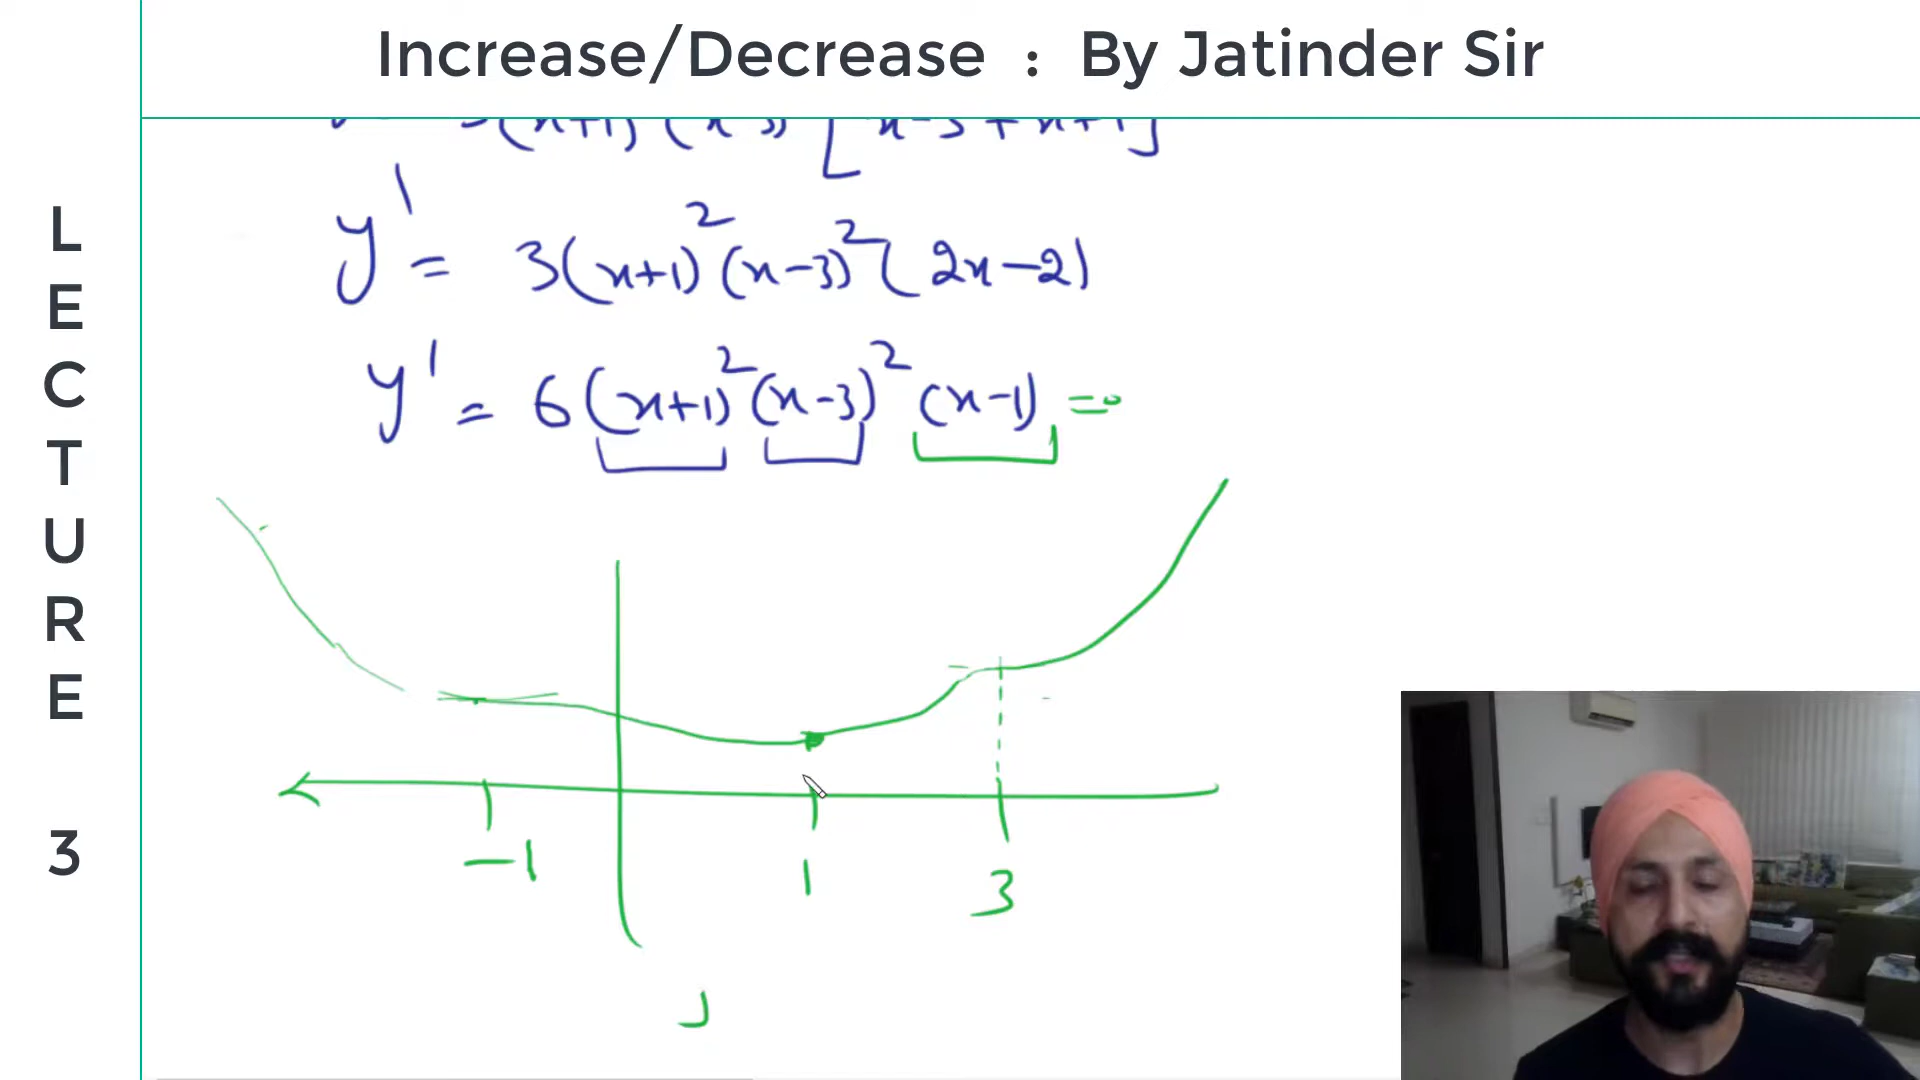 Increase/Decrease : By Jatinder Sir
LECTURE 3
y' = 3(x+1)²(x-3)²(2x-2)
y' = 6(x+1)²(x-3)²(x-1) =0
-1 1 3